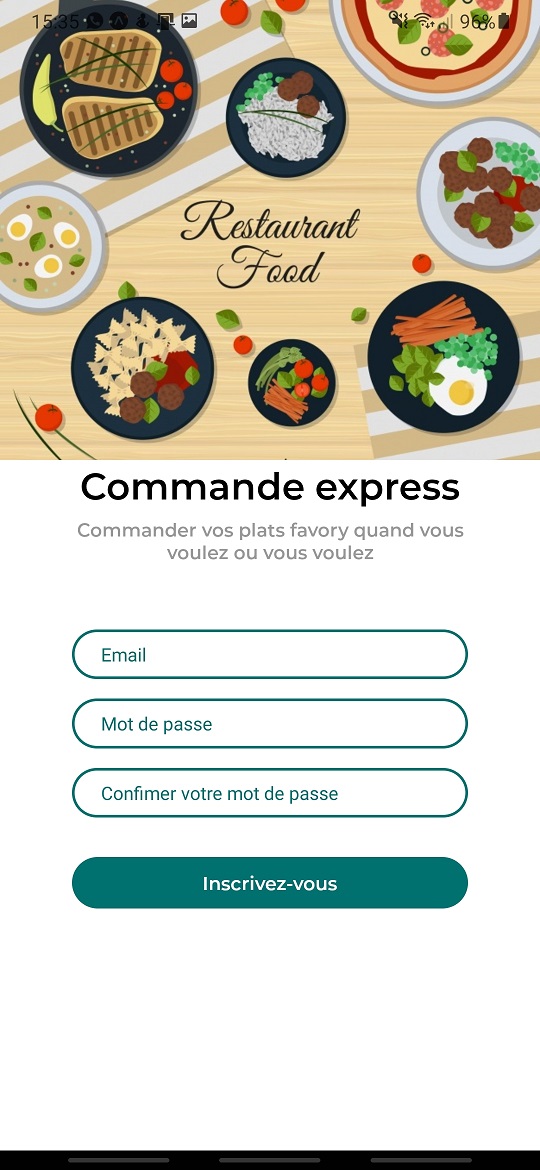 15:35
96%
Restaurant
Food
Commande express
Commander vos plats favory quand vous
voulez ou vous voulez
Email
Mot de passe
Confimer votre mot de passe
Inscrivez-vous